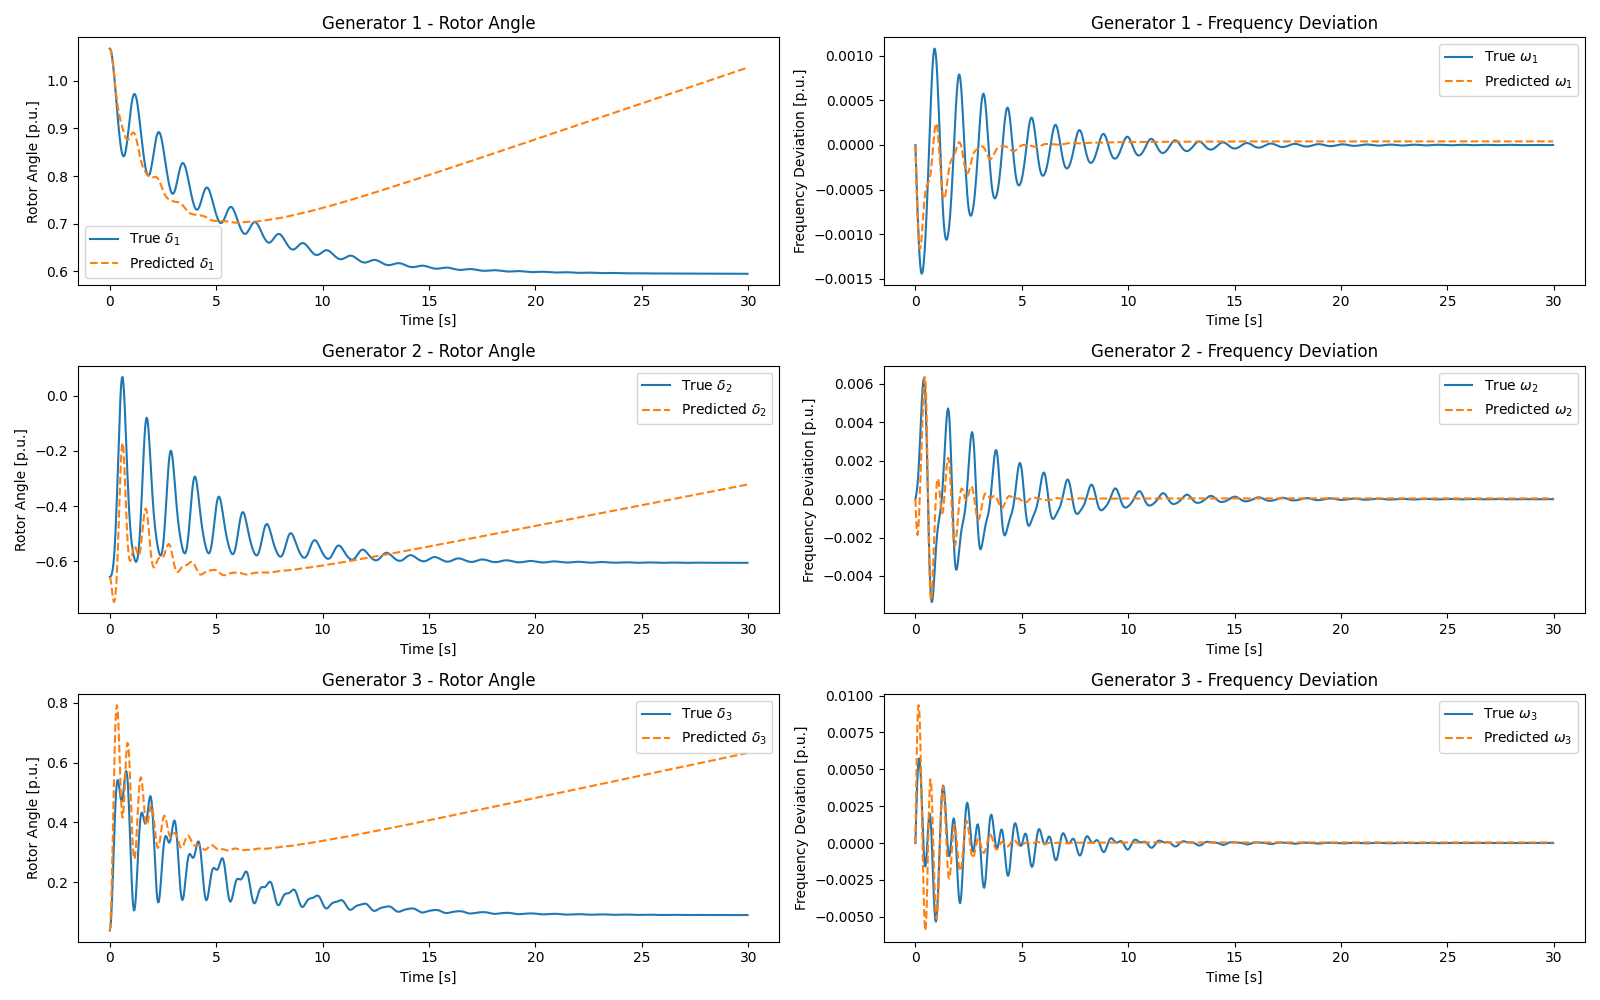 Generator 1 - Rotor Angle
Rotor Angle [p.u.]
1.0
0.9
0.8
0.7
0.6
True δ1
Predicted δ1
0 5 10 15 20 25 30
Time [s]
Generator 1 - Frequency Deviation
Frequency Deviation [p.u.]
0.0010
0.0005
0.0000
−0.0005
−0.0010
−0.0015
True ω1
Predicted ω1
0 5 10 15 20 25 30
Time [s]
Generator 2 - Rotor Angle
Rotor Angle [p.u.]
0.0
−0.2
−0.4
−0.6
True δ2
Predicted δ2
0 5 10 15 20 25 30
Time [s]
Generator 2 - Frequency Deviation
Frequency Deviation [p.u.]
0.006
0.004
0.002
0.000
−0.002
−0.004
True ω2
Predicted ω2
0 5 10 15 20 25 30
Time [s]
Generator 3 - Rotor Angle
Rotor Angle [p.u.]
0.8
0.6
0.4
0.2
True δ3
Predicted δ3
0 5 10 15 20 25 30
Time [s]
Generator 3 - Frequency Deviation
Frequency Deviation [p.u.]
0.0100
0.0075
0.0050
0.0025
0.0000
−0.0025
−0.0050
True ω3
Predicted ω3
0 5 10 15 20 25 30
Time [s]